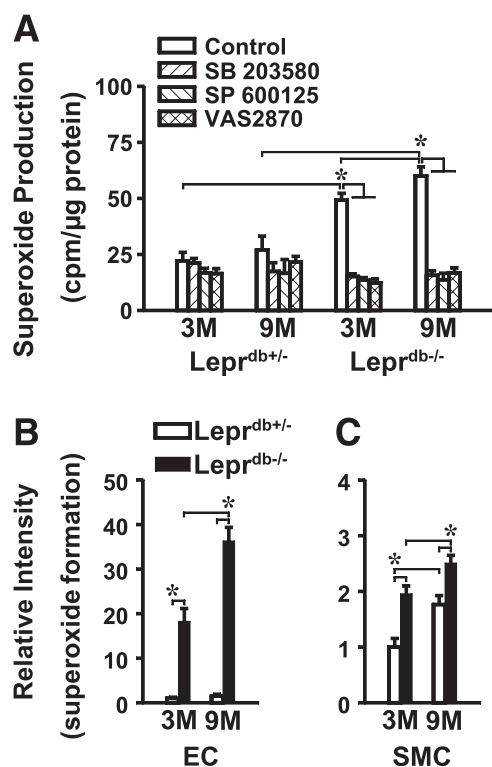 A
Control
SB 203580
SP 600125
VAS2870
Superoxide Production
(cpm/µg protein)
100
75
50
25
0
*
*
3M 9M 3M 9M
Lepr^db+/- Lepr^db-/-
B
Lepr^db+/-
Lepr^db-/-
Relative Intensity
(superoxide formation)
50
40
30
20
10
0
*
*
3M 9M
EC
C
4
3
2
1
0
*
*
3M 9M
SMC